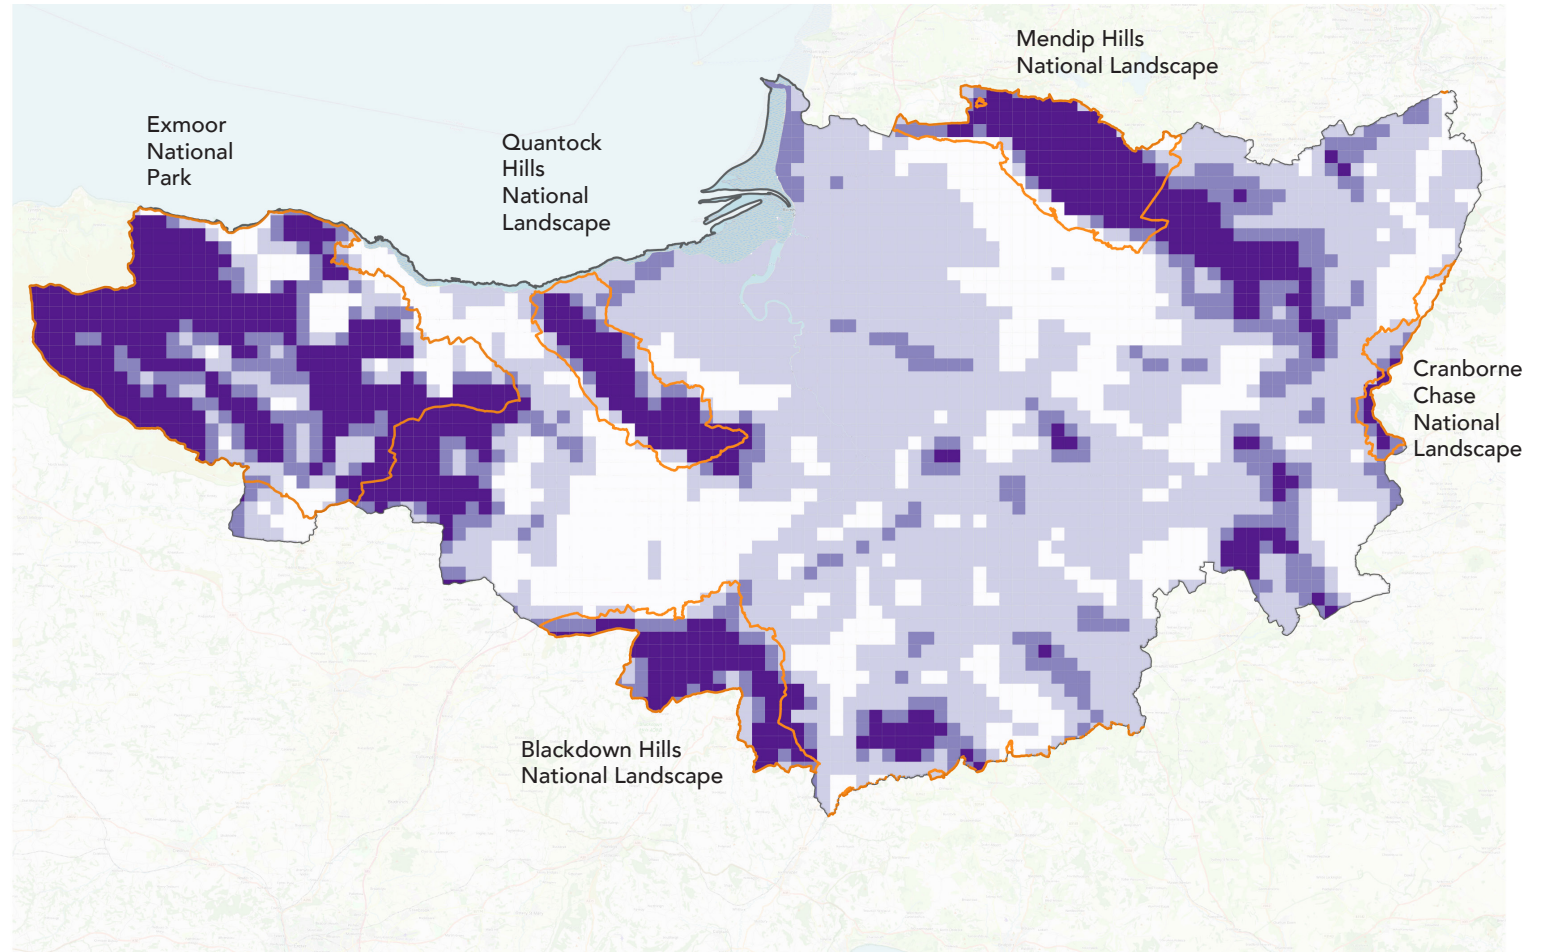 Mendip Hills
National Landscape
Exmoor
National
Park
Quantock
Hills
National
Landscape
Cranborne
Chase
National
Landscape
Blackdown Hills
National Landscape